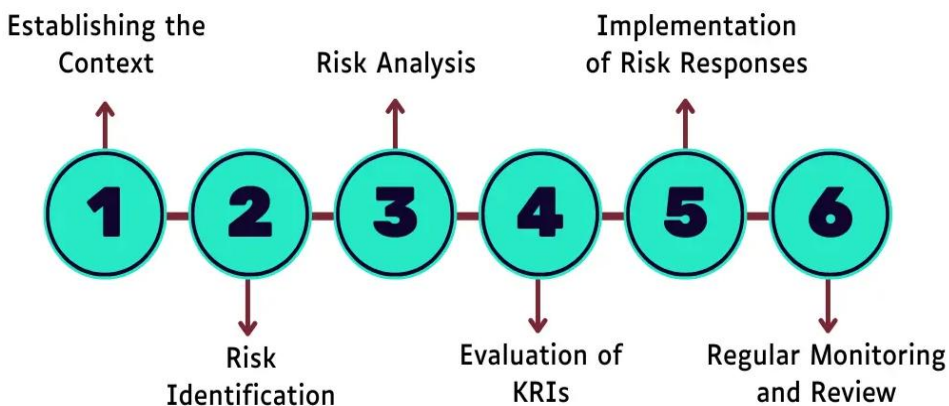 Establishing the
Context
Risk Analysis
Implementation
of Risk Responses
1
2
3
4
5
6
Risk
Identification
Evaluation of
KRIs
Regular Monitoring
and Review